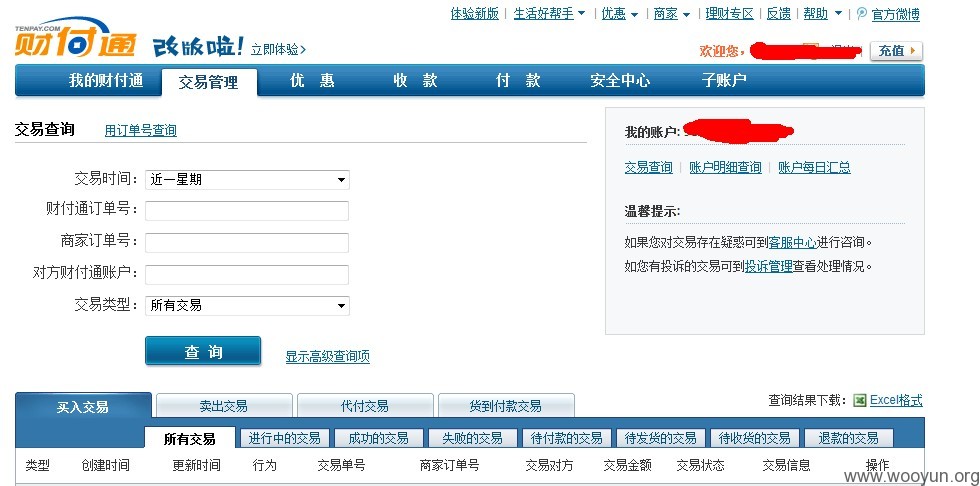 体验新版 | 生活好帮手 | 优惠 | 商家 | 理财专区 | 反馈 | 帮助 | 官方微博
TENPAY.COM
财付通 改版啦! 立即体验>
欢迎您, 充值
我的财付通 交易管理 优 惠 收 款 付 款 安全中心 子账户
交易查询 用订单号查询
交易时间: 近一星期
财付通订单号:
商家订单号:
对方财付通账户:
交易类型: 所有交易
查 询 显示高级查询项
我的账户:
交易查询 | 账户明细查询 | 账户每日汇总
温馨提示:
如果您对交易存在疑惑可到客服中心进行咨询。
如您有投诉的交易可到投诉管理查看处理情况。
买入交易 卖出交易 代付交易 货到付款交易 查询结果下载: Excel格式
所有交易 进行中的交易 成功的交易 失败的交易 待付款的交易 待发货的交易 待收货的交易 退款的交易
类型 创建时间 更新时间 行为 交易单号 商家订单号 交易对方 交易金额 交易状态 交易信息 操作
www.wooyun.org